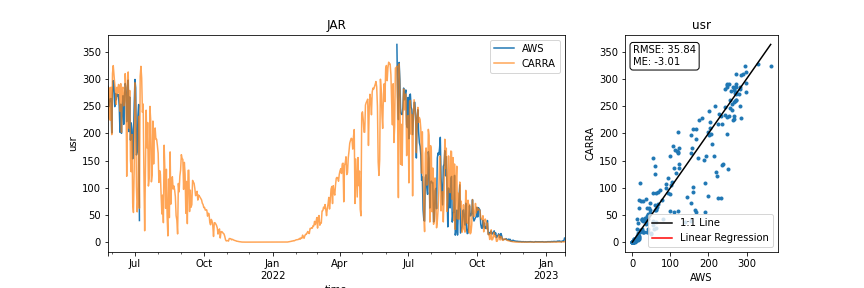 JAR
usr
AWS
CARRA
350
300
250
200
150
100
50
0
usr
Jul
Oct
Jan
2022
Apr
Jul
Oct
Jan
2023
time
usr
RMSE: 35.84
ME: -3.01
350
300
250
200
150
100
50
0
CARRA
1:1 Line
Linear Regression
0
100
200
300
AWS